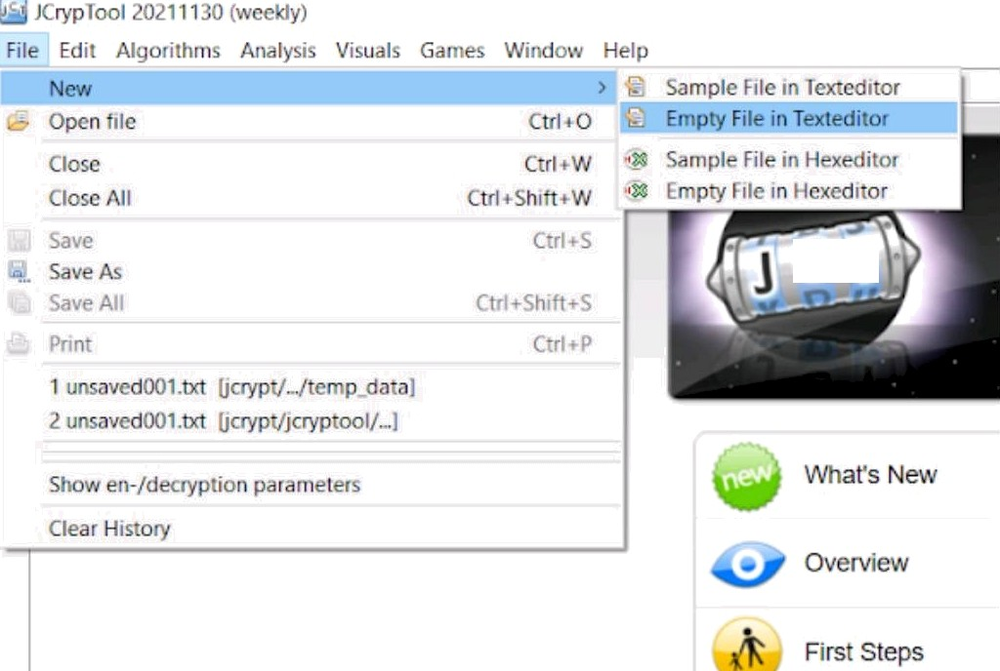 JCrypTool 20211130 (weekly)
File Edit Algorithms Analysis Visuals Games Window Help
New >
Sample File in Texteditor
Empty File in Texteditor
Sample File in Hexeditor
Empty File in Hexeditor
Open file Ctrl+O
Close Ctrl+W
Close All Ctrl+Shift+W
Save Ctrl+S
Save As
Save All Ctrl+Shift+S
Print Ctrl+P
1 unsaved001.txt [jcrypt/.../temp_data]
2 unsaved001.txt [jcrypt/jcryptool/...]
Show en-/decryption parameters
Clear History
J
new
What's New
Overview
First Steps